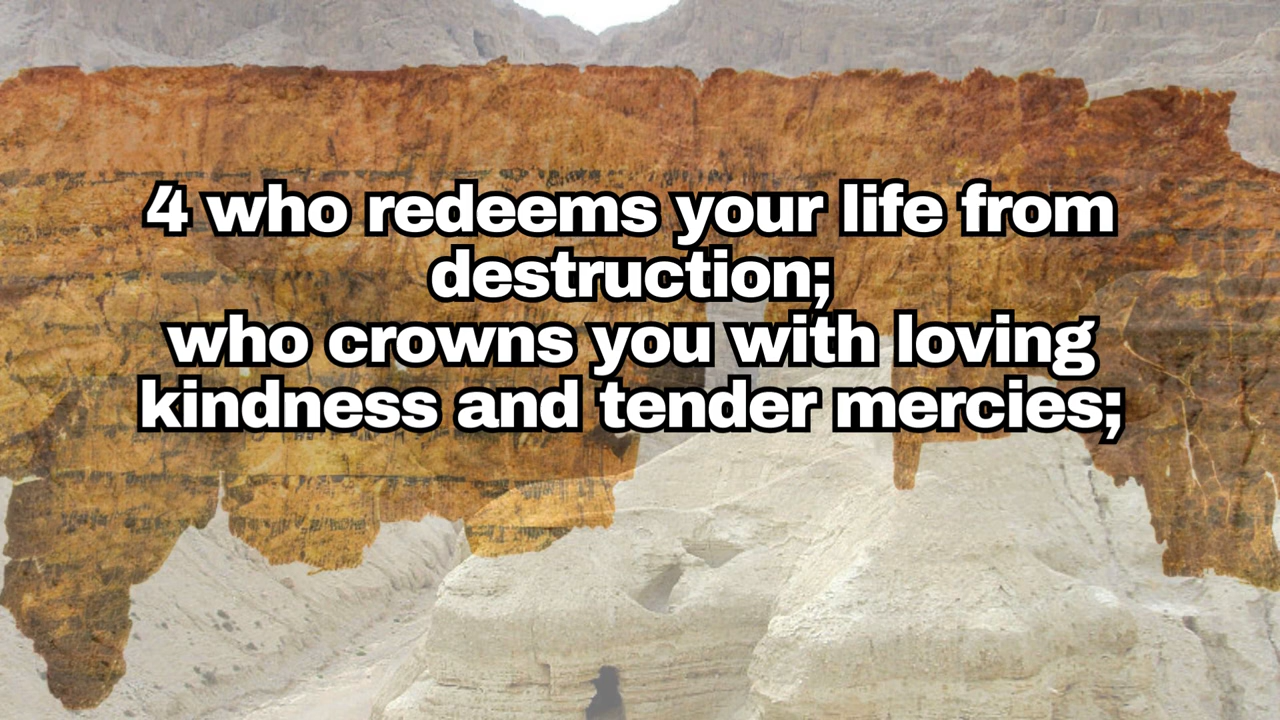 4 who redeems your life from
destruction;
who crowns you with loving
kindness and tender mercies;